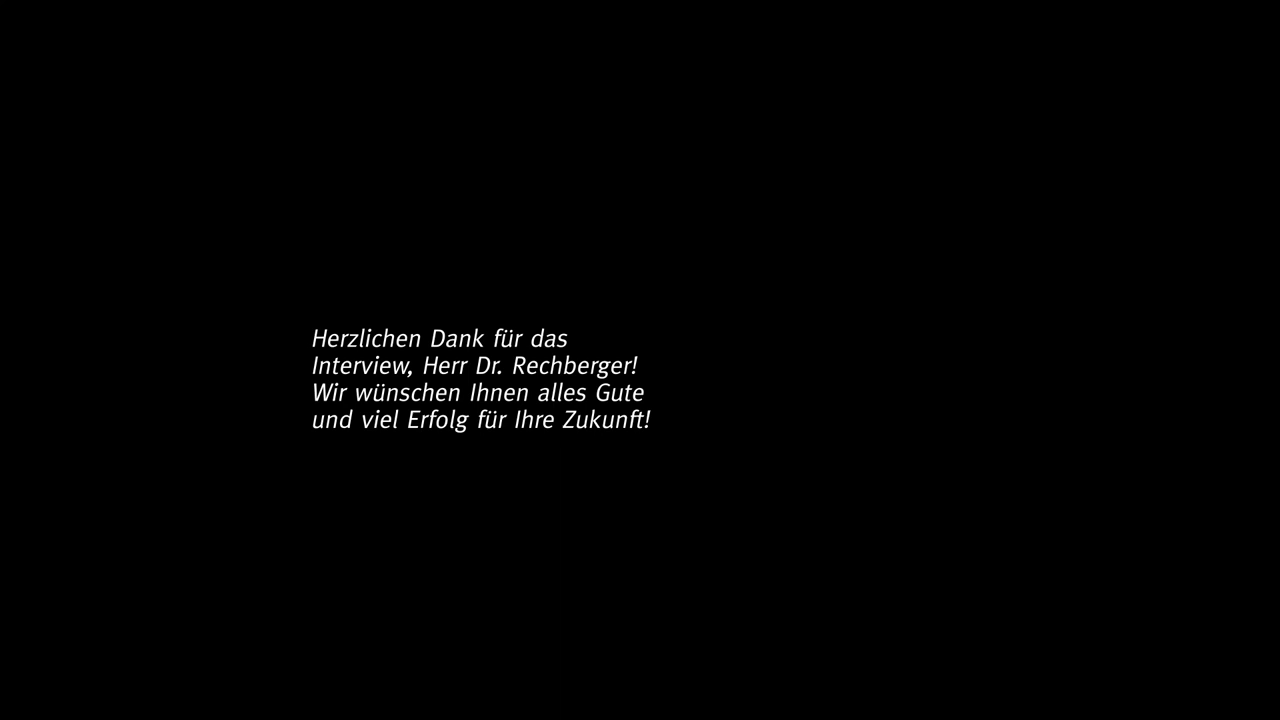 Herzlichen Dank für das
Interview, Herr Dr. Rechberger!
Wir wünschen Ihnen alles Gute
und viel Erfolg für Ihre Zukunft!